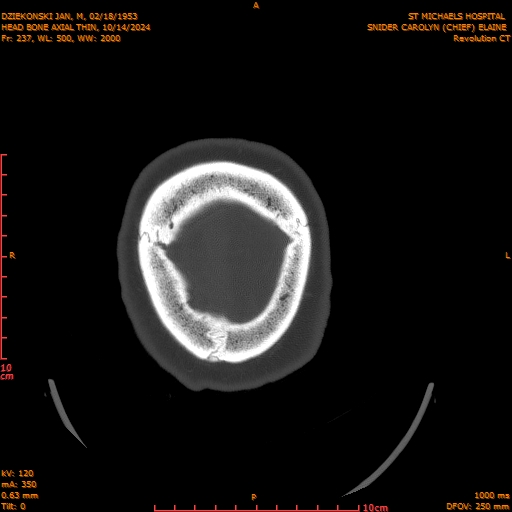 A
DZIEKONSKI JAN, M, 02/18/1953
HEAD BONE AXIAL THIN, 10/14/2024
Fr: 237, WL: 500, WW: 2000
ST MICHAELS HOSPITAL
SNIDER CAROLYN (CHIEF) ELAINE
Revolution CT
R
L
10
cm
kV: 120
mA: 350
0.63 mm
Tilt: 0
P
10cm
1000 ms
DFOV: 250 mm